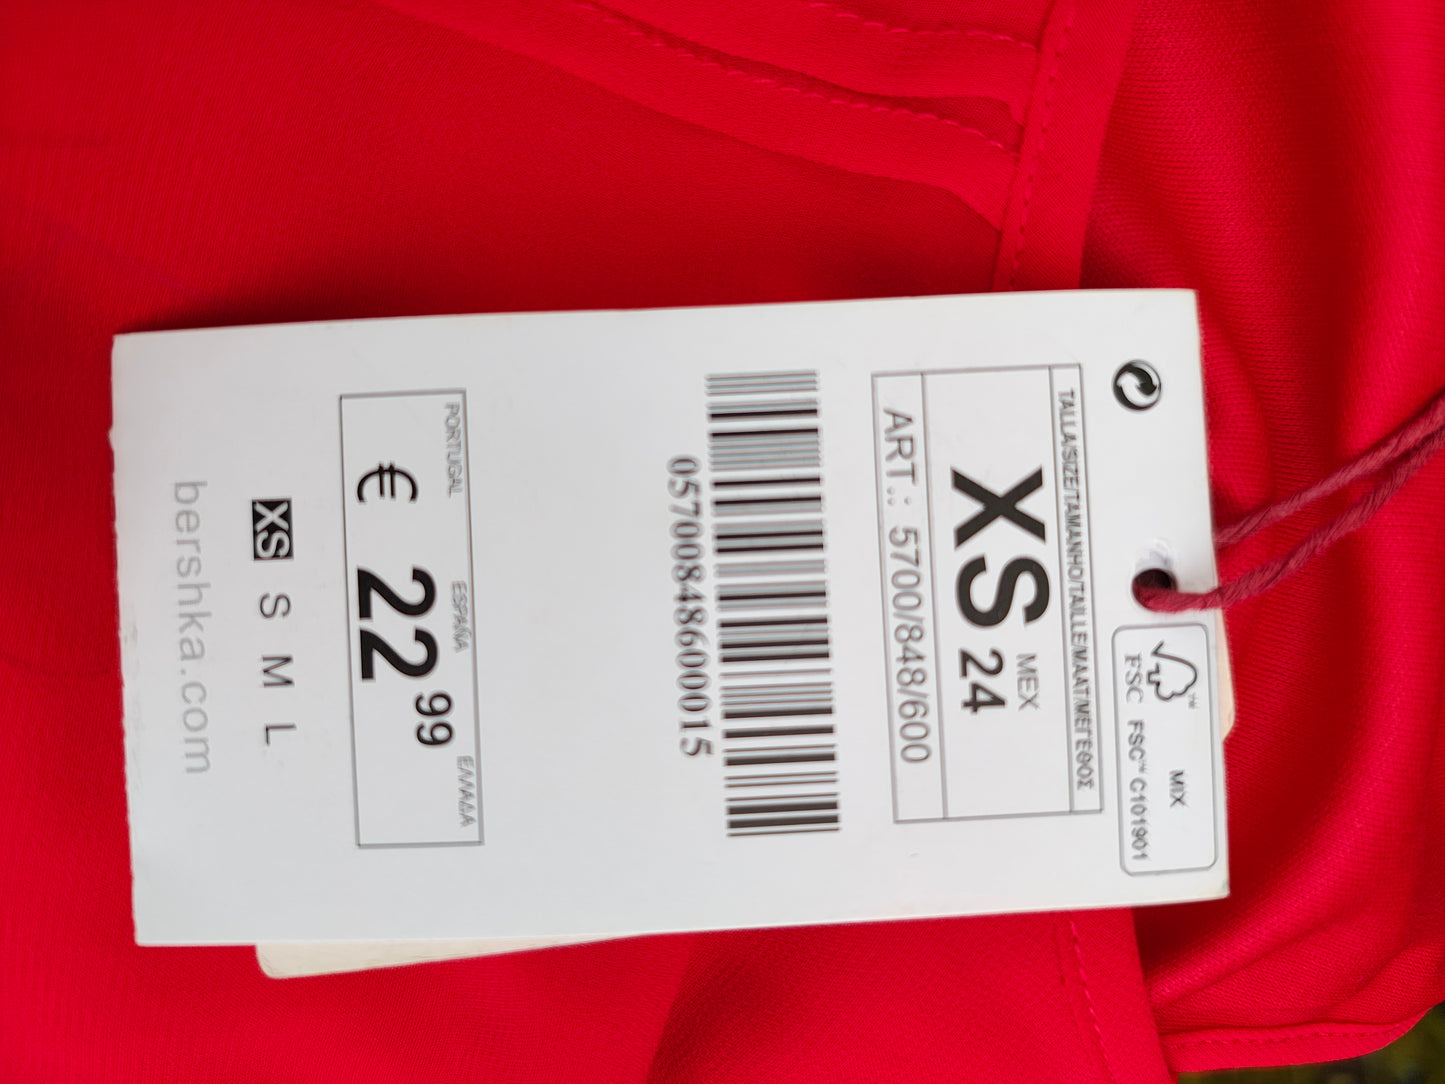 FSC™
MIX
FSC™ C101901
TALLA/SIZE/TAMANHO/TAILLE/MAAT/ΜΕΓΕΘΟΣ
XS
MEX
24
ART.: 5700/848/600
05700848600015
PORTUGAL ESPAÑA ΕΛΛΑΔΑ
€ 22 99
XS S M L
bershka.com